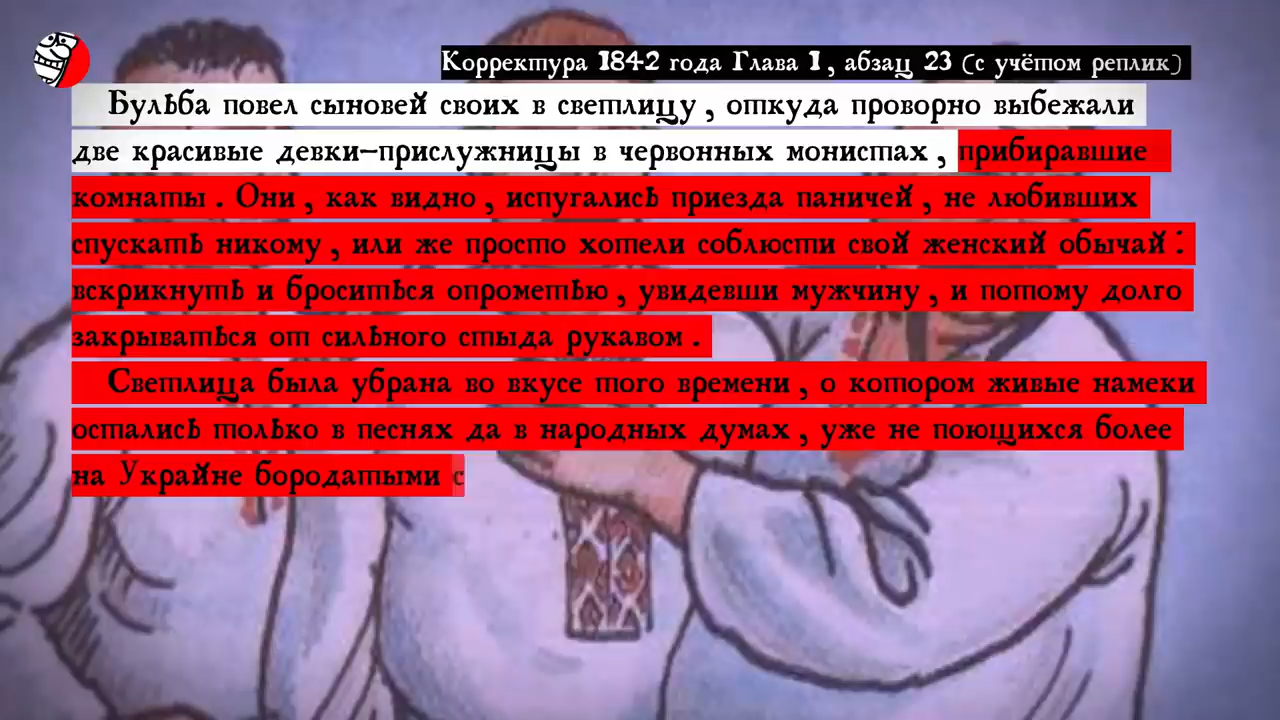 Корректура 1842 года Глава 1, абзац 23 (с учётом реплик)
Бульба повел сыновей своих в светлицу, откуда проворно выбежали
две красивые девки-прислужницы в червонных монистах, прибиравшие
комнаты. Они, как видно, испугались приезда паничей, не любивших
спускать никому, или же просто хотели соблюсти свой женский обычай:
вскрикнуть и броситься опрометью, увидевши мужчину, и потому долго
закрываться от сильного стыда рукавом.
Светлица была убрана во вкусе того времени, о котором живые намеки
остались только в песнях да в народных думах, уже не поющихся более
на Украйне бородатыми с